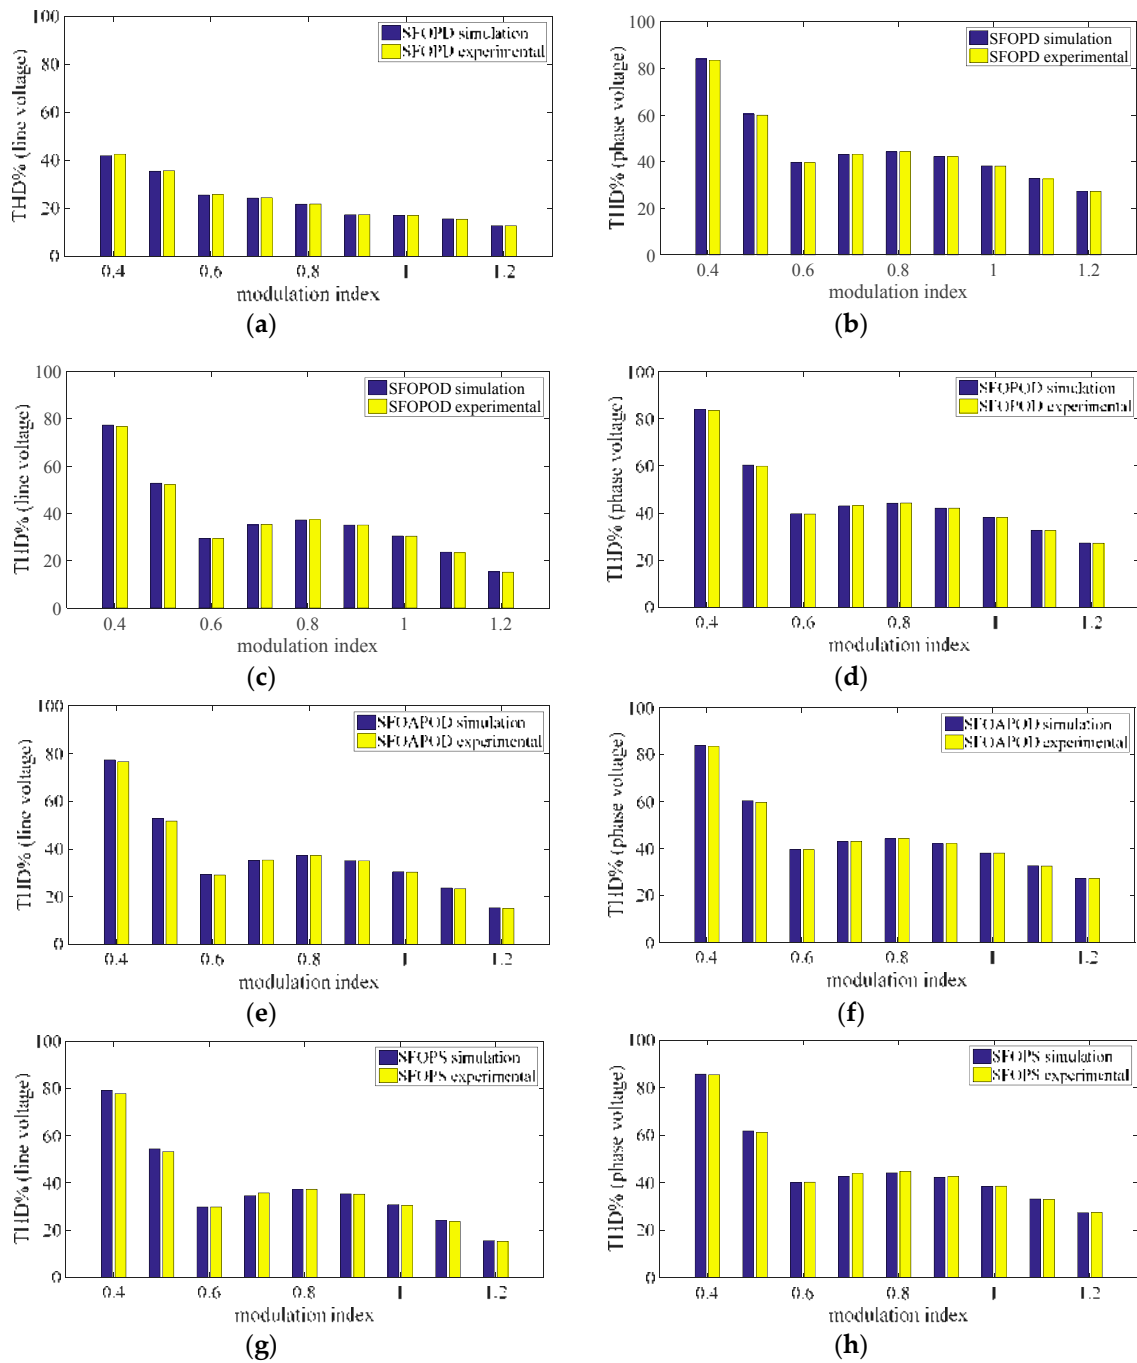 100
80
60
40
20
0
THD% (line voltage)
SFOPD simulation
SFOPD experimental
0.4 0.6 0.8 1 1.2
modulation index
(a)
100
80
60
40
20
0
THD% (phase voltage)
SFOPD simulation
SFOPD experimental
0.4 0.6 0.8 1 1.2
modulation index
(b)
100
80
60
40
20
0
THD% (line voltage)
SFOPOD simulation
SFOPOD experimental
0.4 0.6 0.8 1 1.2
modulation index
(c)
100
80
60
40
20
0
THD% (phase voltage)
SFOPOD simulation
SFOPOD experimental
0.4 0.6 0.8 1 1.2
modulation index
(d)
100
80
60
40
20
0
THD% (line voltage)
SFOAPOD simulation
SFOAPOD experimental
0.4 0.6 0.8 1 1.2
modulation index
(e)
100
80
60
40
20
0
THD% (phase voltage)
SFOAPOD simulation
SFOAPOD experimental
0.4 0.6 0.8 1 1.2
modulation index
(f)
100
80
60
40
20
0
THD% (line voltage)
SFOPS simulation
SFOPS experimental
0.4 0.6 0.8 1 1.2
modulation index
(g)
100
80
60
40
20
0
THD% (phase voltage)
SFOPS simulation
SFOPS experimental
0.4 0.6 0.8 1 1.2
modulation index
(h)